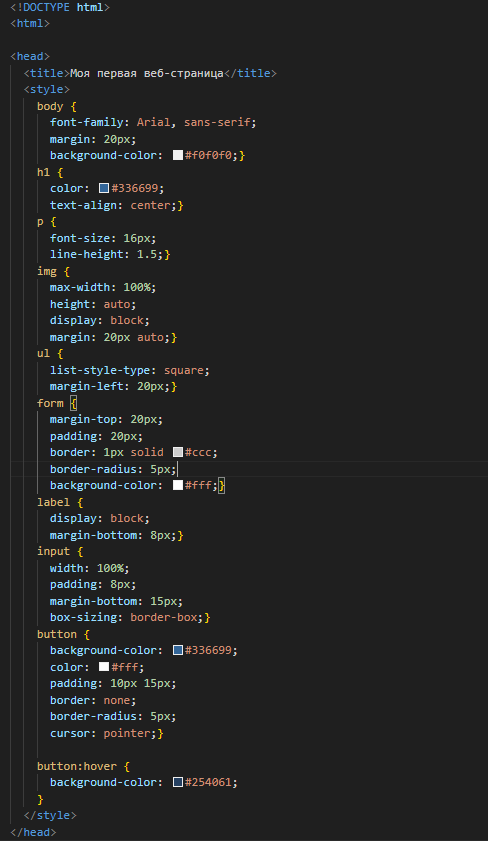 <!DOCTYPE html>
<html>
<head>
<title>Моя первая веб-страница</title>
<style>
body {
font-family: Arial, sans-serif;
margin: 20px;
background-color: #f0f0f0;}
h1 {
color: #336699;
text-align: center;}
p {
font-size: 16px;
line-height: 1.5;}
img {
max-width: 100%;
height: auto;
display: block;
margin: 20px auto;}
ul {
list-style-type: square;
margin-left: 20px;}
form {
margin-top: 20px;
padding: 20px;
border: 1px solid #ccc;
border-radius: 5px;
background-color: #fff;}
label {
display: block;
margin-bottom: 8px;}
input {
width: 100%;
padding: 8px;
margin-bottom: 15px;
box-sizing: border-box;}
button {
background-color: #336699;
color: #fff;
padding: 10px 15px;
border: none;
border-radius: 5px;
cursor: pointer;}
button:hover {
background-color: #254061;
}
</style>
</head>